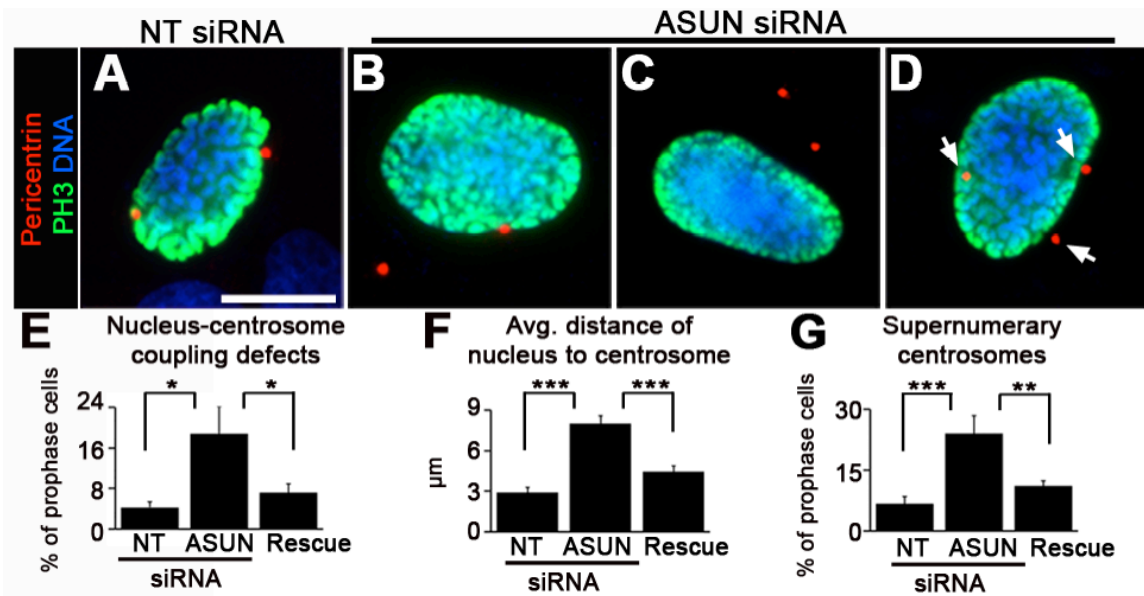 NT siRNA
ASUN siRNA
Pericentrin
PH3 DNA
A
B
C
D
E
Nucleus-centrosome
coupling defects
% of prophase cells
24
16
8
0
*
*
NT ASUN Rescue
siRNA
F
Avg. distance of
nucleus to centrosome
µm
9
6
3
0
***
***
NT ASUN Rescue
siRNA
G
Supernumerary
centrosomes
% of prophase cells
30
15
0
***
**
NT ASUN Rescue
siRNA